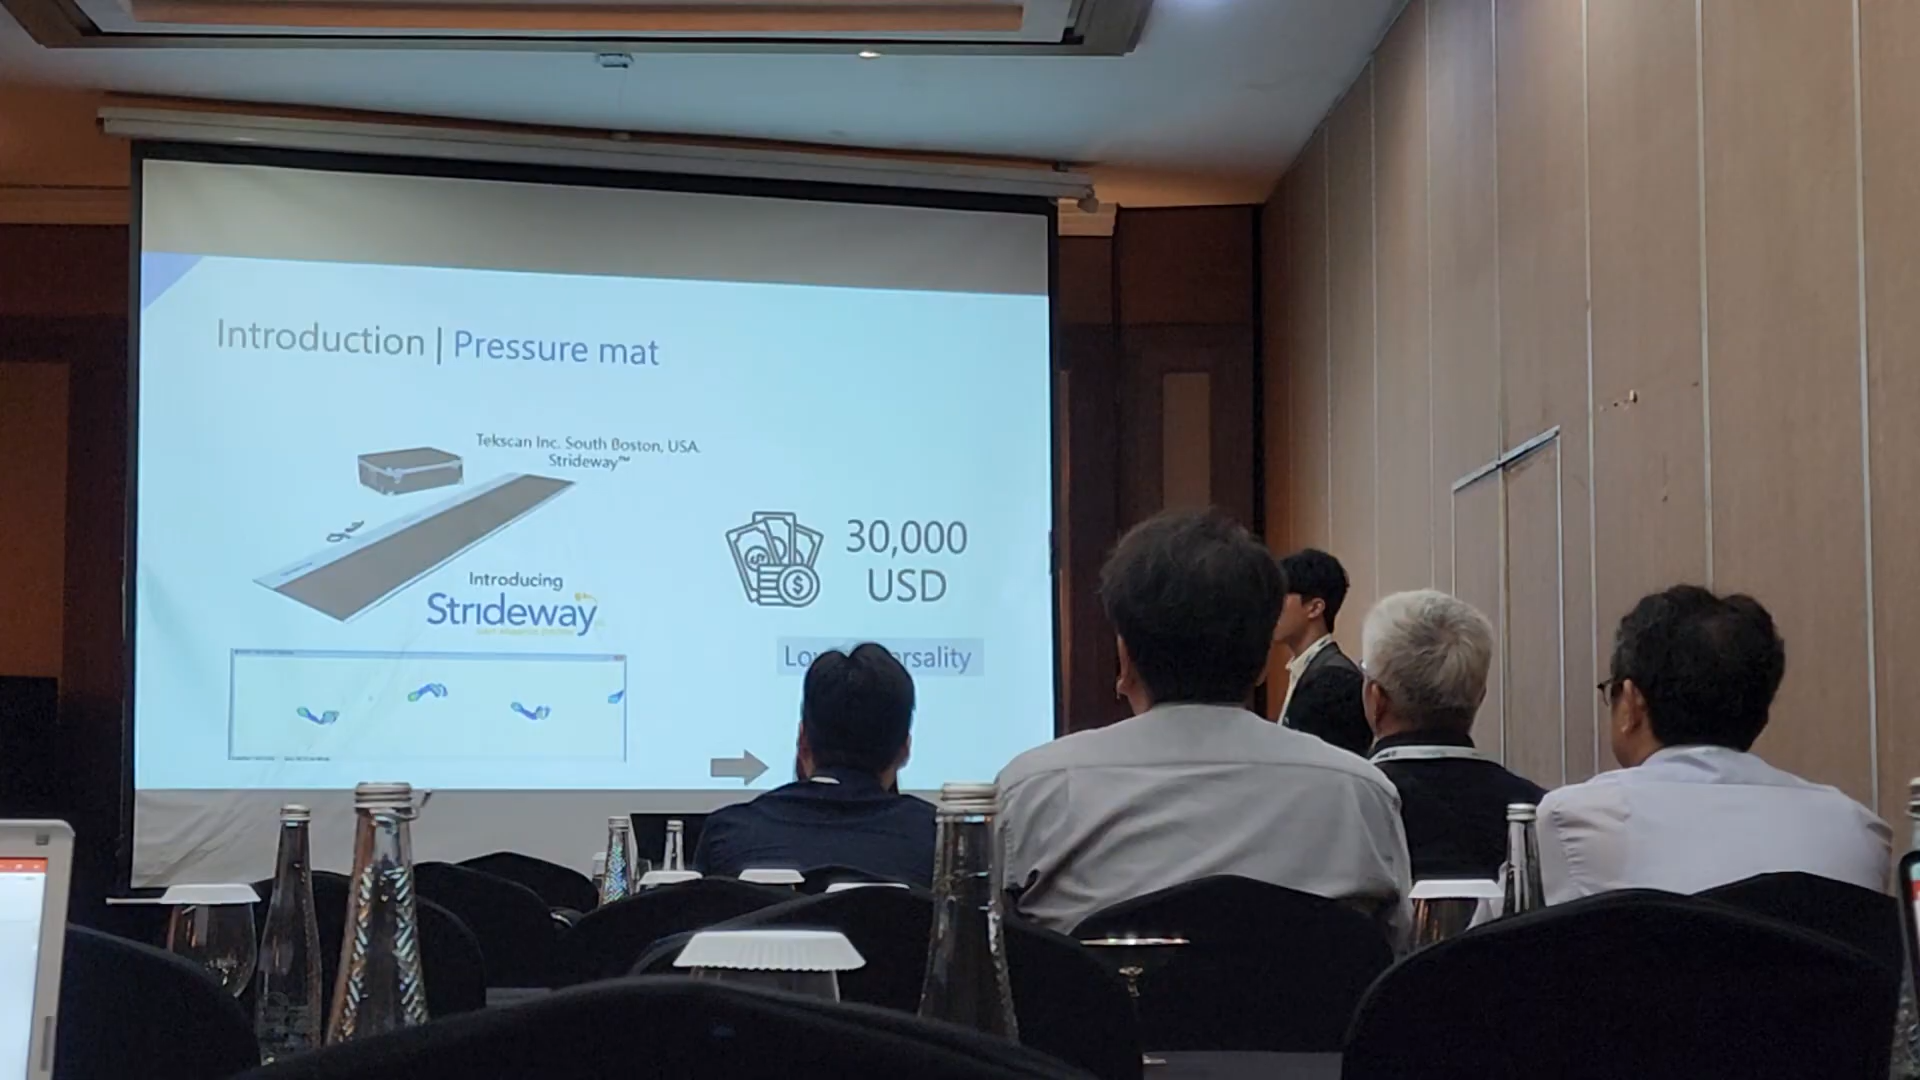 Introduction | Pressure mat
Tekscan Inc. South Boston, USA.
Strideway™
Introducing
Strideway
30,000
USD